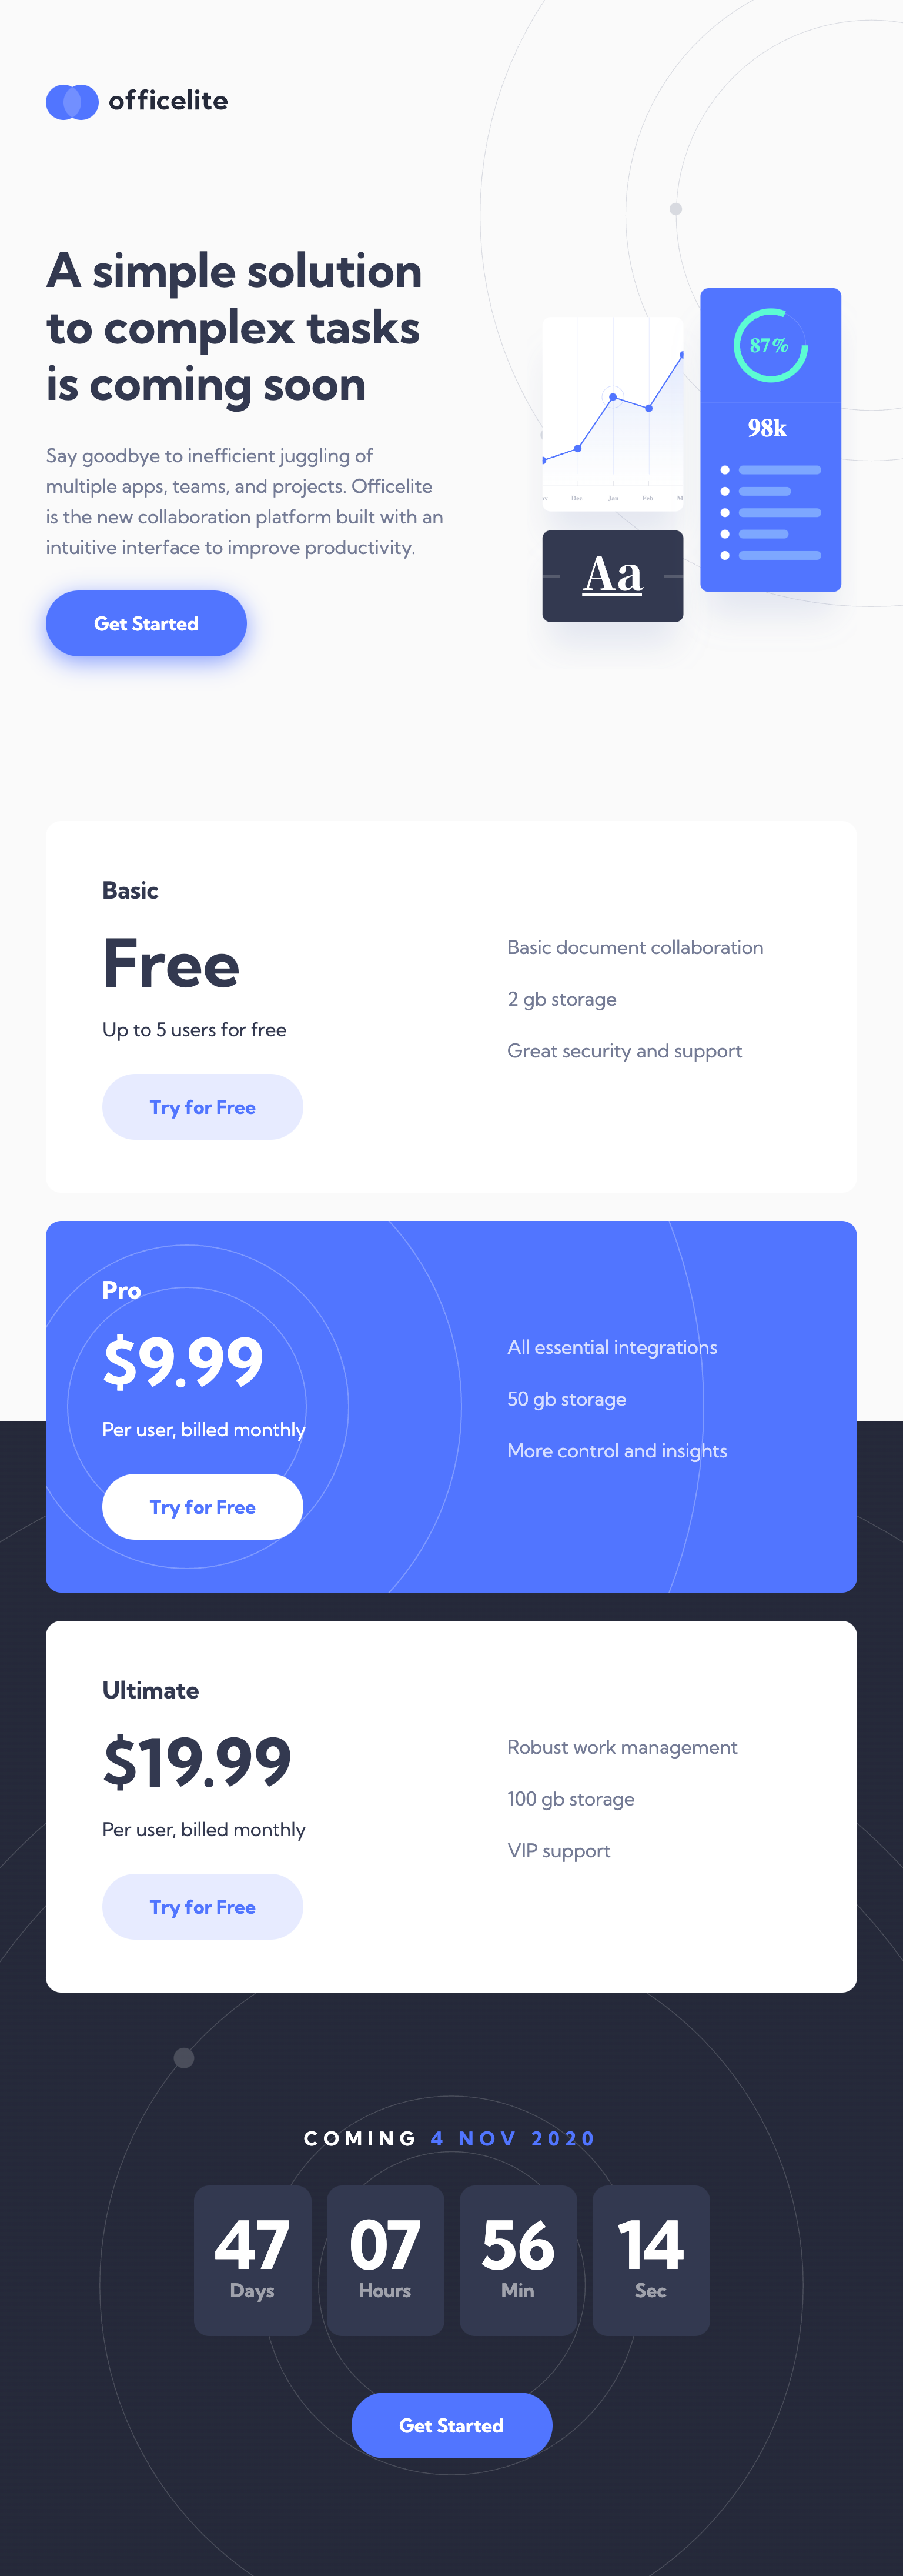 officelite
A simple solution
to complex tasks
is coming soon
Say goodbye to inefficient juggling of
multiple apps, teams, and projects. Officelite
is the new collaboration platform built with an
intuitive interface to improve productivity.
Get Started
87%
98k
Dec Jan Feb
Aa
Basic
Free
Up to 5 users for free
Try for Free
Basic document collaboration
2 gb storage
Great security and support
Pro
$9.99
Per user, billed monthly
Try for Free
All essential integrations
50 gb storage
More control and insights
Ultimate
$19.99
Per user, billed monthly
Try for Free
Robust work management
100 gb storage
VIP support
COMING 4 NOV 2020
47 07 56 14
Days Hours Min Sec
Get Started